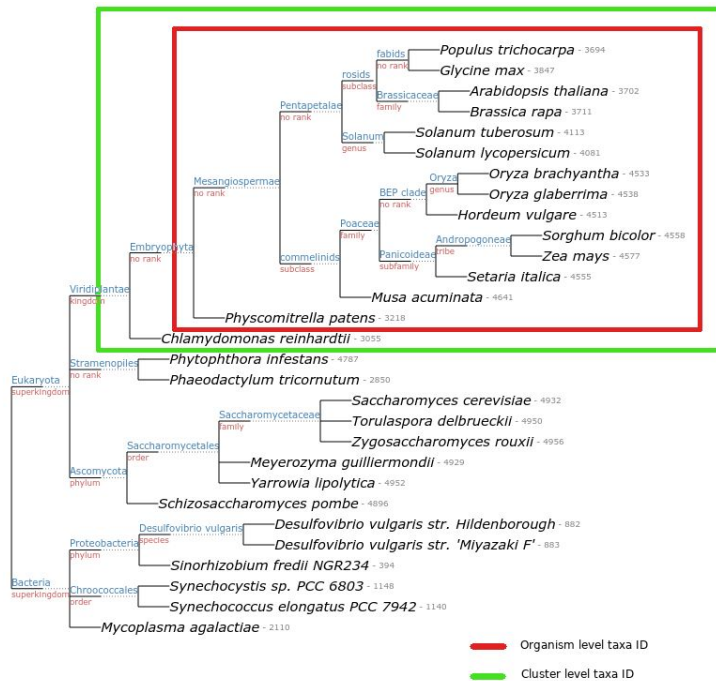 Populus trichocarpa - 3694
fabids
no rank
Glycine max - 3847
rosids
subclass
Arabidopsis thaliana - 3702
Brassicaceae
family
Pentapetalae
no rank
Brassica rapa - 3711
Solanum tuberosum - 4113
Solanum
genus
Solanum lycopersicum - 4081
Oryza brachyantha - 4533
Oryza
genus
Mesangiospermae
no rank
BEP clade
no rank
Oryza glaberrima - 4538
Hordeum vulgare - 4513
Poaceae
family
Sorghum bicolor - 4558
Andropogoneae
tribe
Embryophyta
no rank
commelinids
subclass
Panicoideae
subfamily
Zea mays - 4577
Setaria italica - 4555
Viridiplantae
kingdom
Musa acuminata - 4641
Physcomitrella patens - 3218
Chlamydomonas reinhardtii - 3055
Phytophthora infestans - 4787
Stramenopiles
no rank
Eukaryota
superkingdom
Phaeodactylum tricornutum - 2850
Saccharomyces cerevisiae - 4932
Saccharomycetaceae
family
Torulaspora delbrueckii - 4950
Saccharomycetales
order
Zygosaccharomyces rouxii - 4956
Ascomycota
phylum
Meyerozyma guilliermondii - 4929
Yarrowia lipolytica - 4952
Schizosaccharomyces pombe - 4896
Desulfovibrio vulgaris
species
Desulfovibrio vulgaris str. Hildenborough - 882
Proteobacteria
phylum
Desulfovibrio vulgaris str. 'Miyazaki F' - 883
Sinorhizobium fredii NGR234 - 394
Bacteria
superkingdom
Chroococcales
order
Synechocystis sp. PCC 6803 - 1148
Synechococcus elongatus PCC 7942 - 1140
Mycoplasma agalactiae - 2110
Organism level taxa ID
Cluster level taxa ID